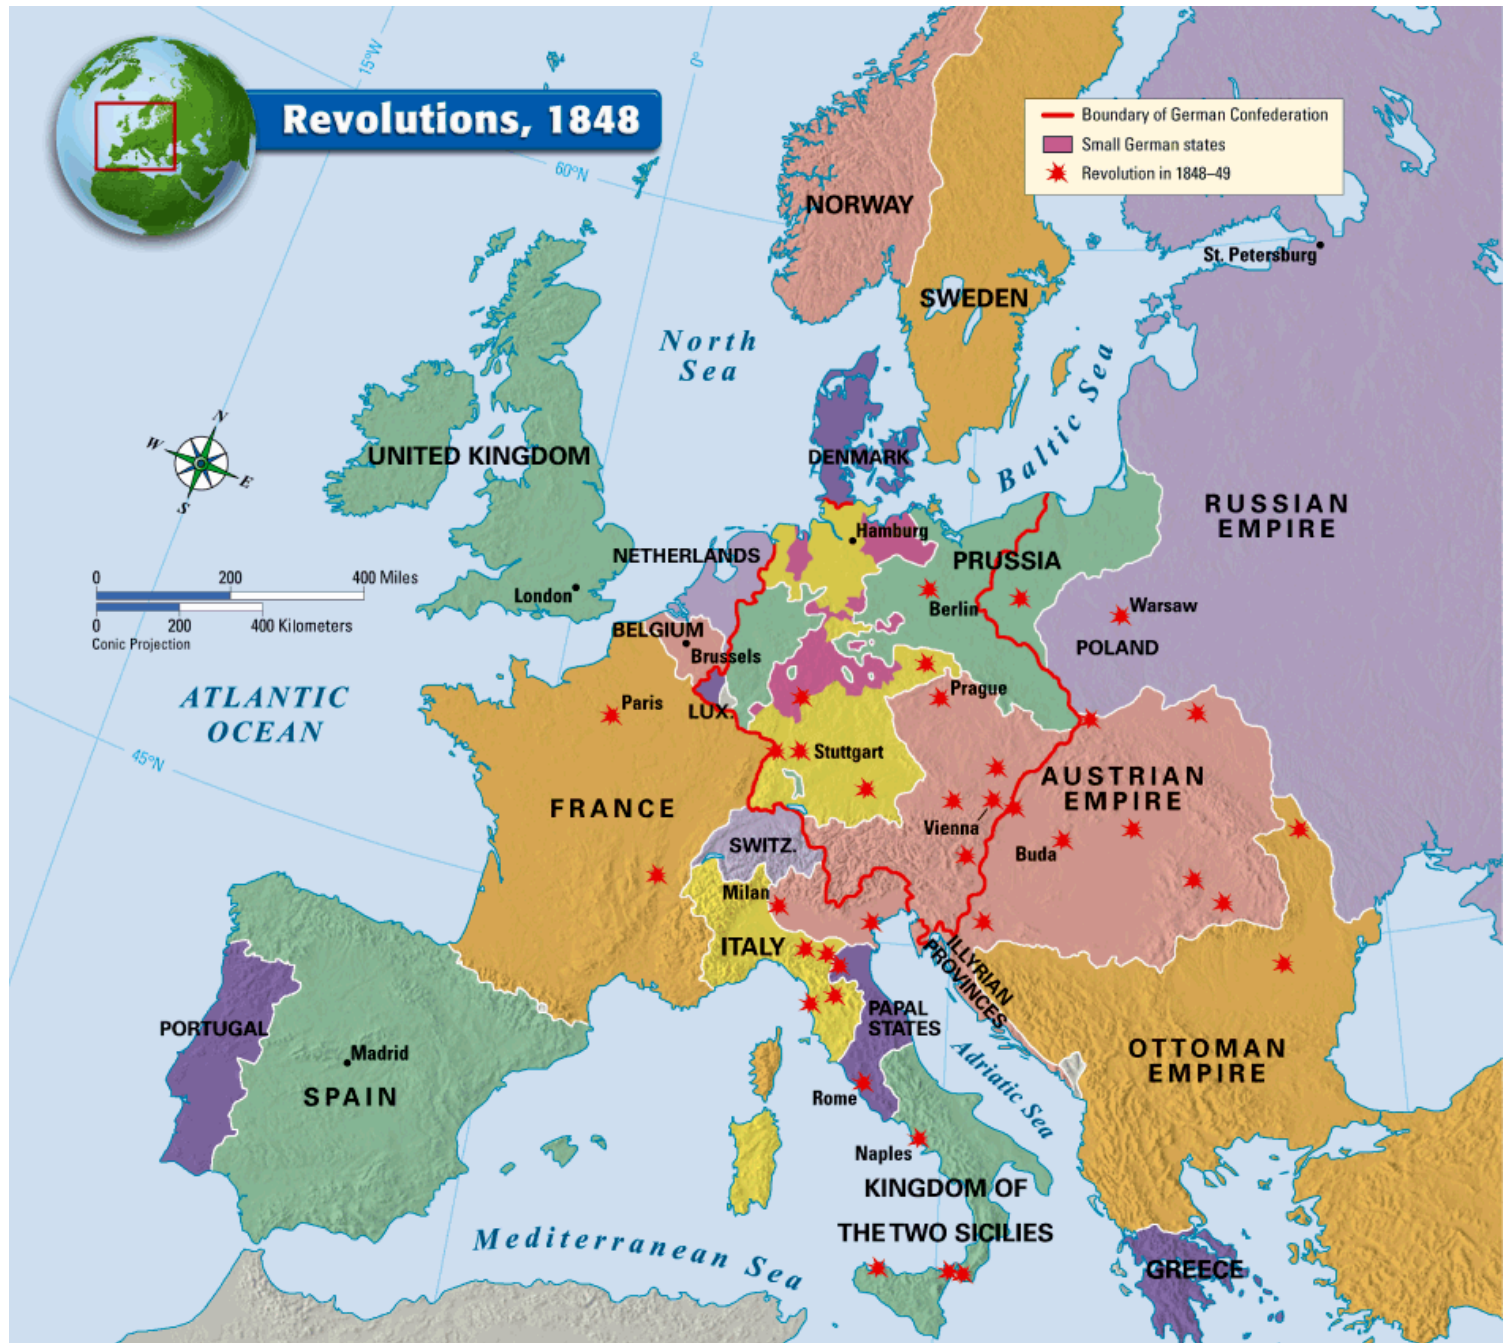 Revolutions, 1848
Boundary of German Confederation
Small German states
Revolution in 1848–49
15°W
0°
60°N
NORWAY
St. Petersburg
SWEDEN
North
Sea
Baltic Sea
N
W
E
S
UNITED KINGDOM
DENMARK
RUSSIAN
EMPIRE
Hamburg
NETHERLANDS
PRUSSIA
0 200 400 Miles
0 200 400 Kilometers
Conic Projection
London
Berlin
Warsaw
BELGIUM
Brussels
POLAND
ATLANTIC
OCEAN
Paris
LUX.
Prague
45°N
Stuttgart
AUSTRIAN
EMPIRE
FRANCE
Vienna
SWITZ.
Buda
Milan
ITALY
ILLYRIAN
PROVINCES
PORTUGAL
PAPAL
STATES
Madrid
SPAIN
Adriatic Sea
OTTOMAN
EMPIRE
Rome
Naples
KINGDOM OF
THE TWO SICILIES
Mediterranean Sea
GREECE